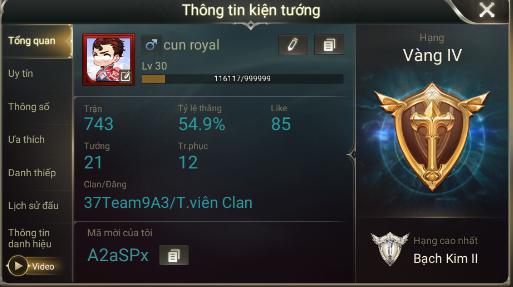 Thông tin kiện tướng
Tổng quan
Uy tín
Thông số
Ưa thích
Danh thiếp
Lịch sử đấu
Thông tin
danh hiệu
Video
cun royal
Lv 30
116117/999999
Trận
Tỷ lệ thắng
Like
743
54.9%
85
Tướng
Tr.phục
21
12
Clan/Đảng
37Team9A3/T.viên Clan
Mã mời của tôi
A2aSPx
Hạng
Vàng IV
Hạng cao nhất
Bạch Kim II